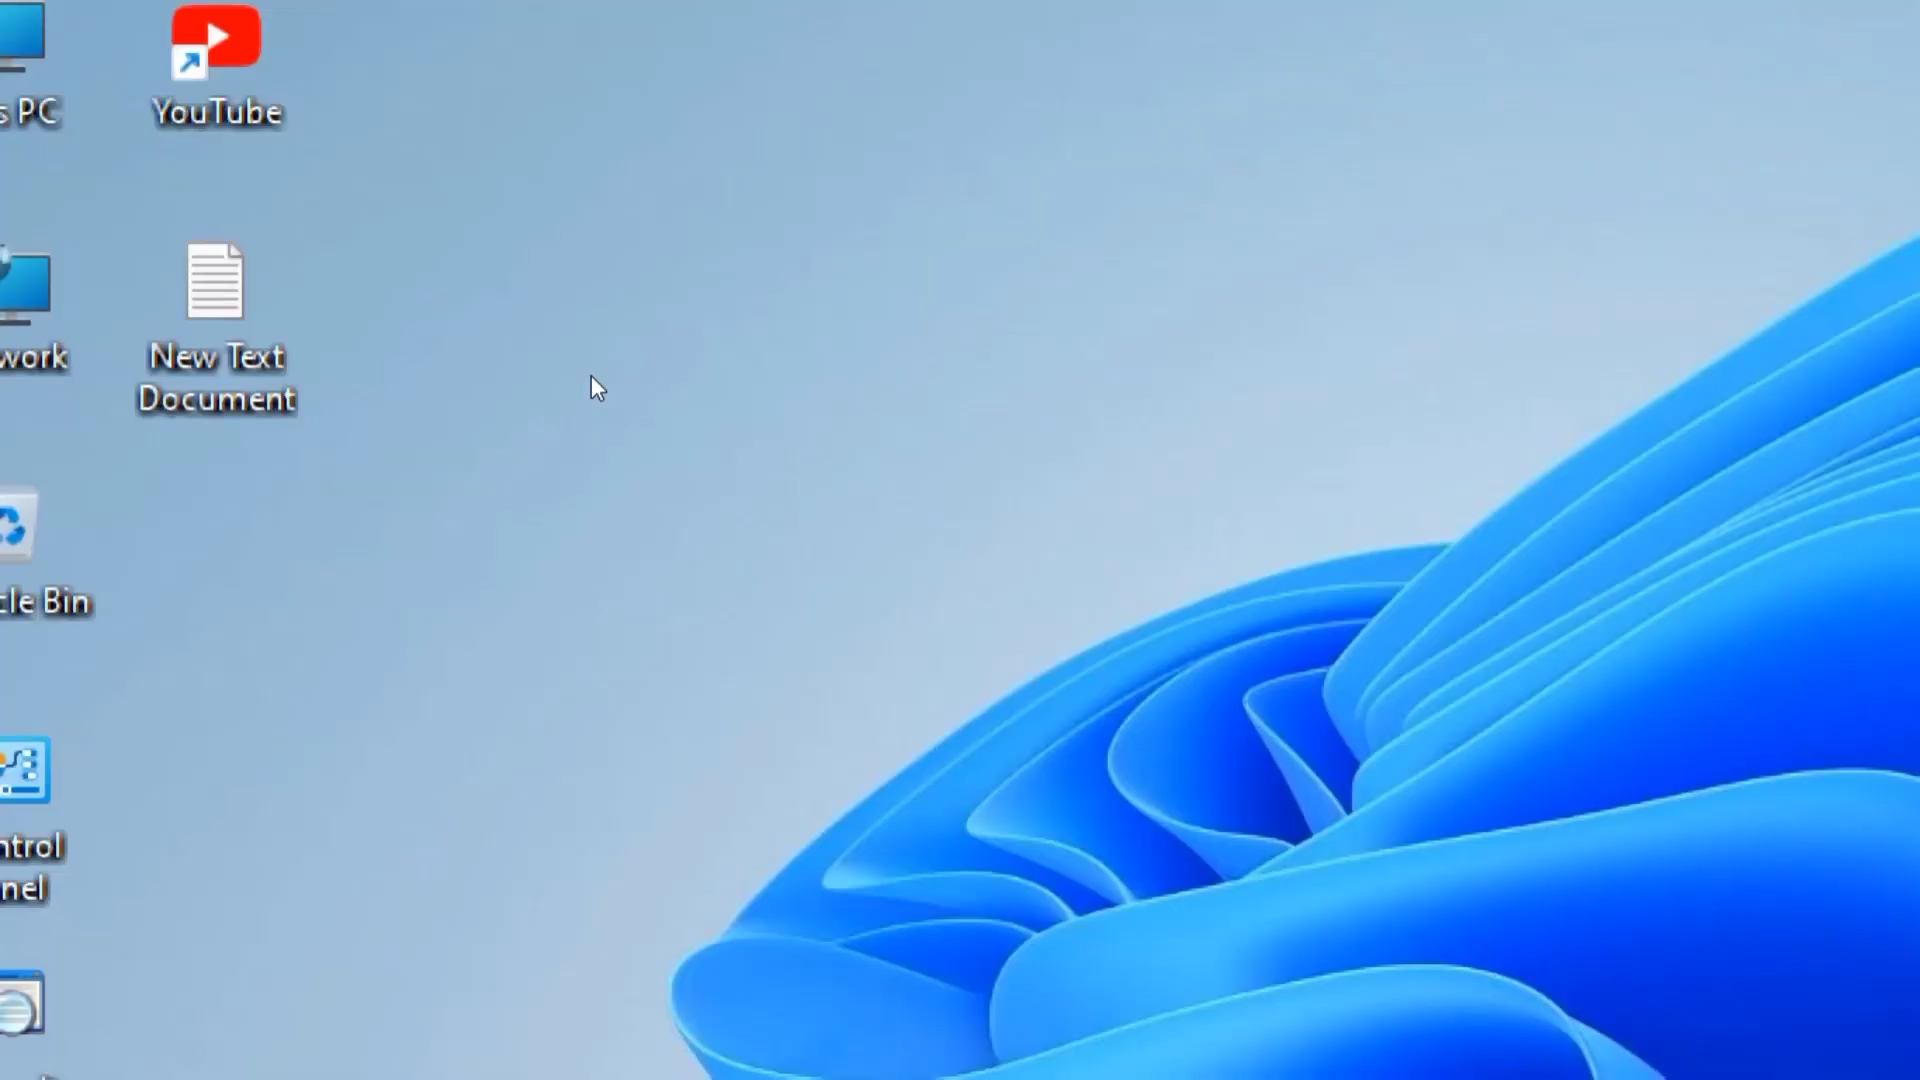 s PC
YouTube
work
New Text
Document
cle Bin
ntrol
nel